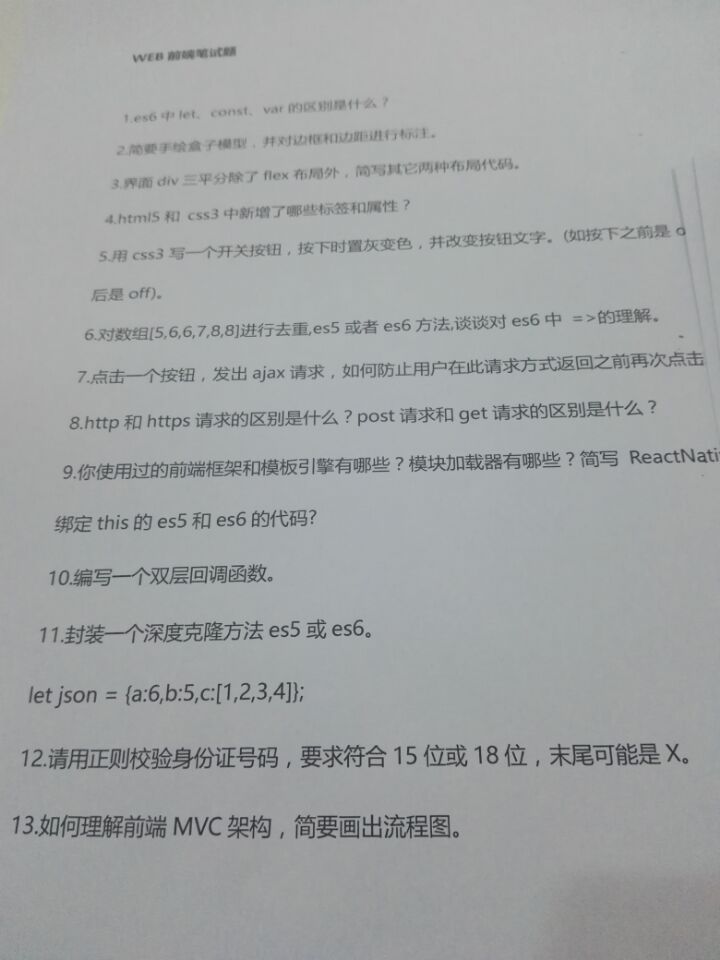 WEB 前端笔试题
1.es6 中 let、const、var 的区别是什么？
2.简要手绘盒子模型，并对边框和边距进行标注。
3.界面 div 三平分除了 flex 布局外，简写其它两种布局代码。
4.html5 和 css3 中新增了哪些标签和属性？
5.用 css3 写一个开关按钮，按下时置灰变色，并改变按钮文字。(如按下之前是 o
后是 off)。
6.对数组[5,6,6,7,8,8]进行去重,es5 或者 es6 方法,谈谈对 es6 中 =>的理解。
7.点击一个按钮，发出 ajax 请求，如何防止用户在此请求方式返回之前再次点击
8.http 和 https 请求的区别是什么？post 请求和 get 请求的区别是什么？
9.你使用过的前端框架和模板引擎有哪些？模块加载器有哪些？简写 ReactNati
绑定 this 的 es5 和 es6 的代码?
10.编写一个双层回调函数。
11.封装一个深度克隆方法 es5 或 es6。
let json = {a:6,b:5,c:[1,2,3,4]};
12.请用正则校验身份证号码，要求符合 15 位或 18 位，末尾可能是 X。
13.如何理解前端 MVC 架构，简要画出流程图。